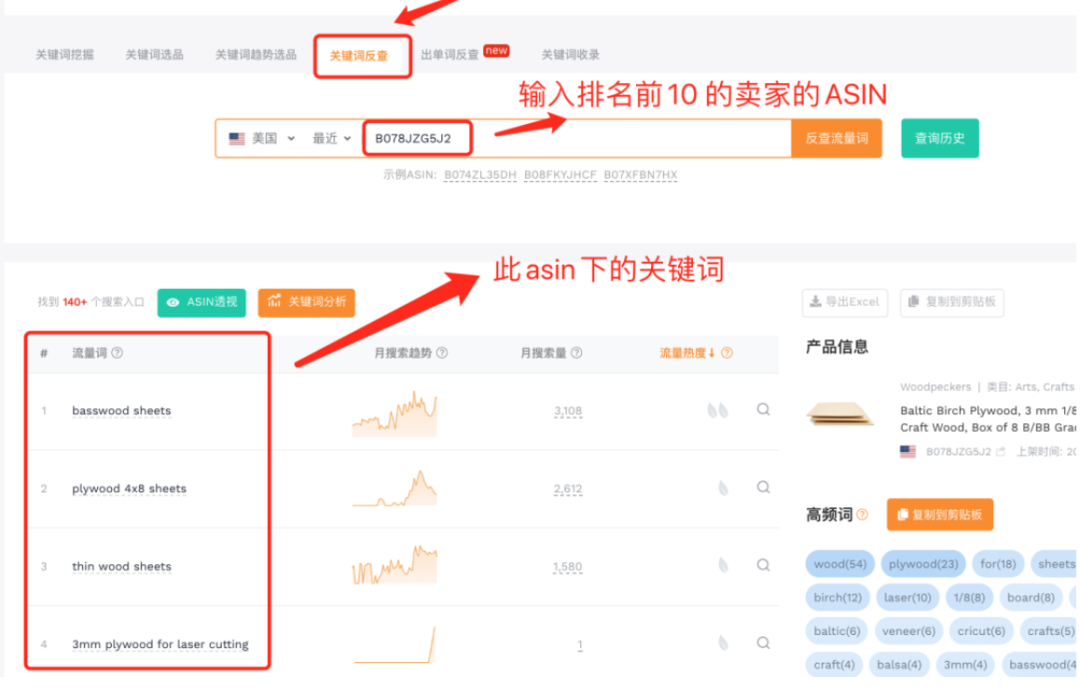 关键词挖掘 关键词选品 关键词趋势选品 关键词反查 出单词反查 new 关键词收录
输入排名前10的卖家的ASIN
美国 最近 B078JZG5J2 反查流量词 查询历史
示例ASIN: B074ZL35DH B08FKYJHCF B07XFBN7HX
此asin下的关键词
找到 140+ 个搜索入口 ASIN透视 关键词分析 导出Excel 复制到剪贴板
# 流量词 月搜索趋势 月搜索量 流量热度↓
产品信息
1 basswood sheets 3,108
Woodpeckers | 类目: Arts, Crafts
Baltic Birch Plywood, 3 mm 1/8
Craft Wood, Box of 8 B/BB Gra
B078JZG5J2 上架时间: 20
2 plywood 4x8 sheets 2,612
高频词 复制到剪贴板
3 thin wood sheets 1,580
wood(54) plywood(23) for(18) sheets
birch(12) laser(10) 1/8(8) board(8)
baltic(6) veneer(6) cricut(6) crafts(5)
4 3mm plywood for laser cutting 1
craft(4) balsa(4) 3mm(4) basswood(4